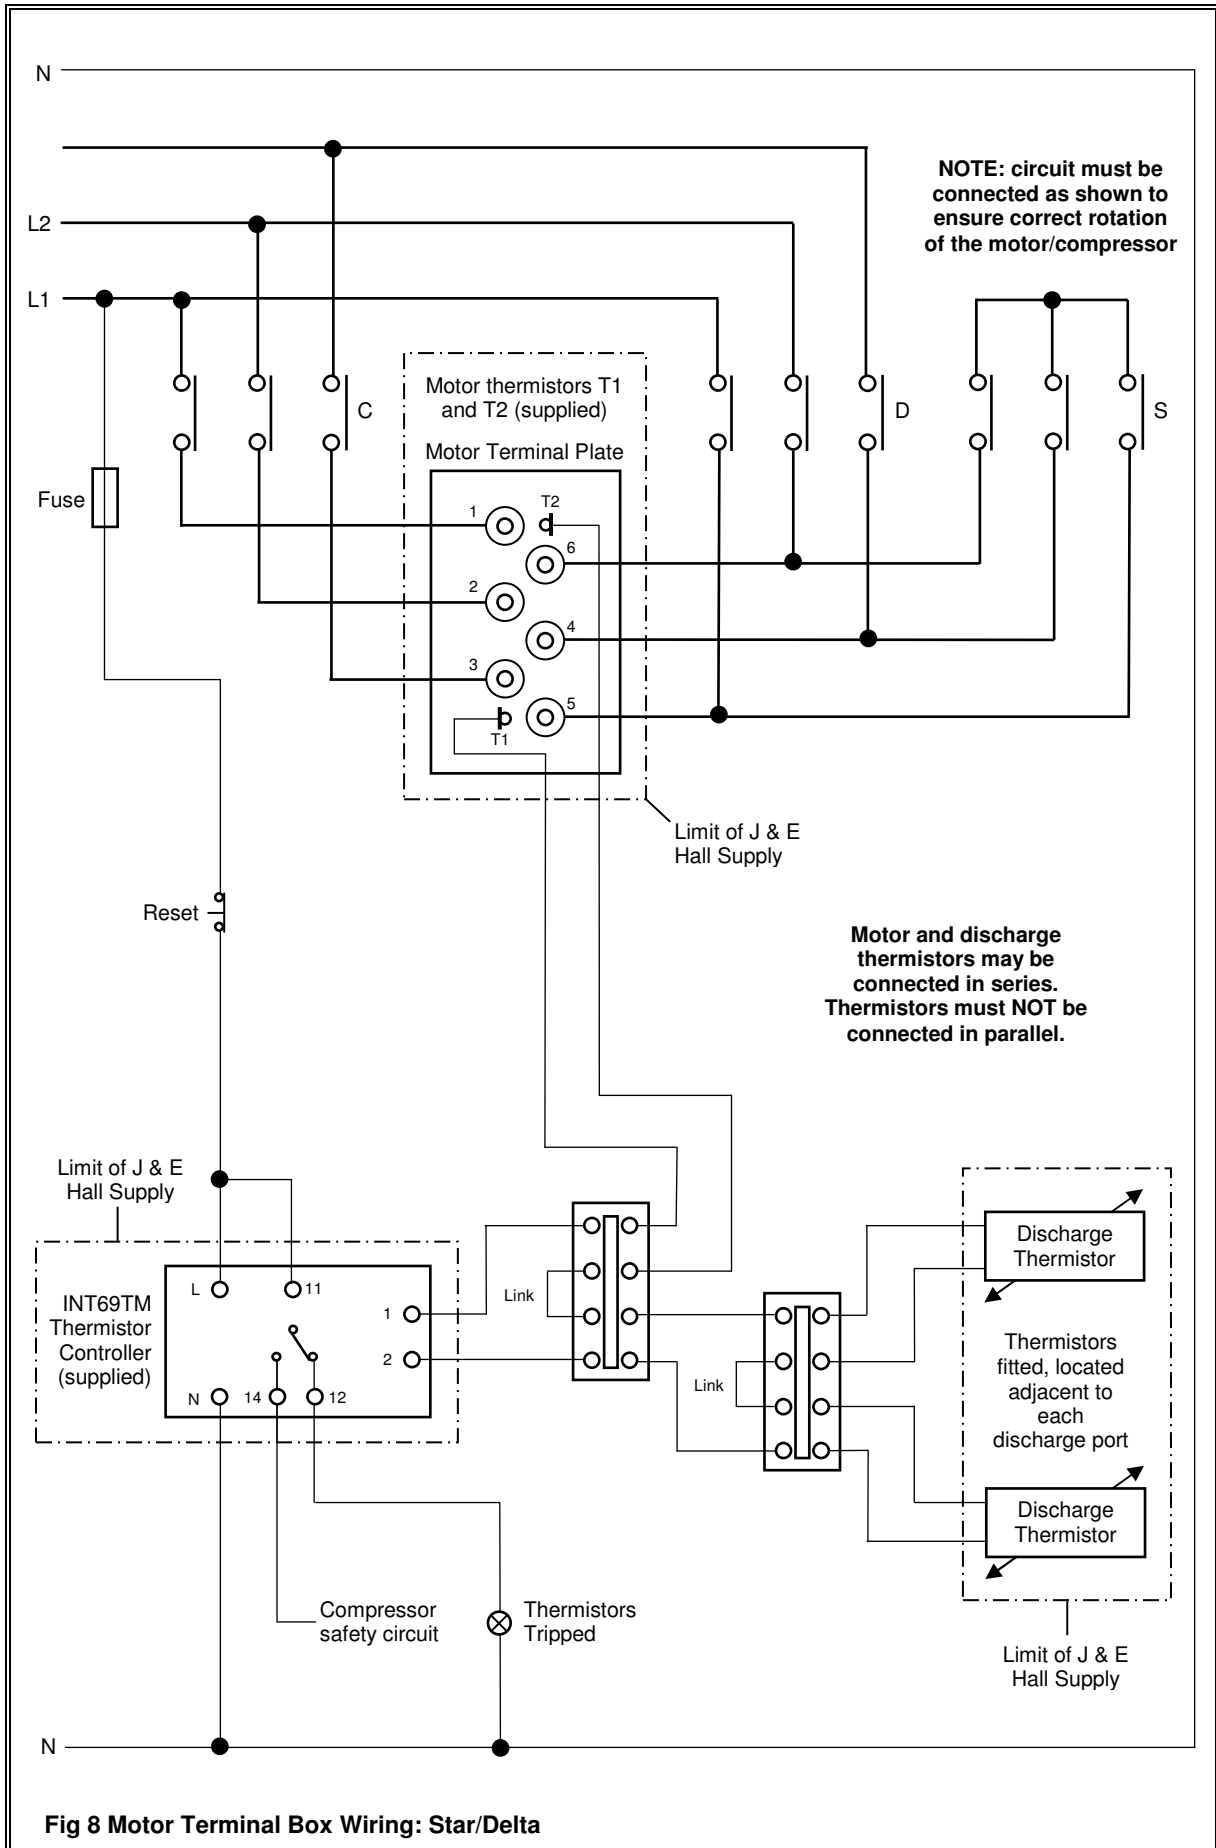 N
L2
NOTE: circuit must be
connected as shown to
ensure correct rotation
of the motor/compressor
L1
Motor thermistors T1
and T2 (supplied)
C
D
S
Motor Terminal Plate
Fuse
1
T2
6
2
4
3
5
T1
Limit of J & E
Hall Supply
Reset
Motor and discharge
thermistors may be
connected in series.
Thermistors must NOT be
connected in parallel.
Limit of J & E
Hall Supply
INT69TM
Thermistor
Controller
(supplied)
L
11
1
2
N
14
12
Link
Link
Discharge
Thermistor
Thermistors
fitted, located
adjacent to
each
discharge port
Discharge
Thermistor
Compressor
safety circuit
Thermistors
Tripped
Limit of J & E
Hall Supply
N
Fig 8 Motor Terminal Box Wiring: Star/Delta